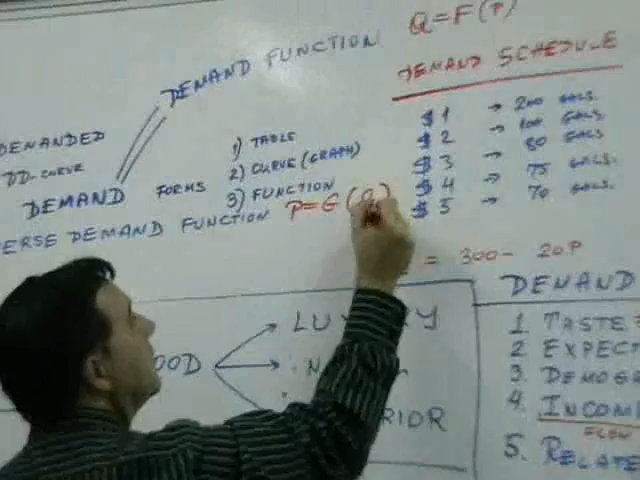 Q=F(P)
DEMAND FUNCTION
DEMAND SCHEDULE
$1 → 200 GALS.
$2 → 100 GALS
$3 → 80 GALS
$4 → 75 GALS.
$5 → 70 GALS.
DEMANDED
DD-CURVE
DEMAND FORMS
1) TABLE
2) CURVE (GRAPH)
3) FUNCTION
ERSE DEMAND FUNCTION P=G(Q)
= 300- 20P
OOD
LUX RY
RIOR
DEMAND
1. TASTE
2 EXPECT
3. DEMOGR
4. INCOM
FLOW
5. RELATE